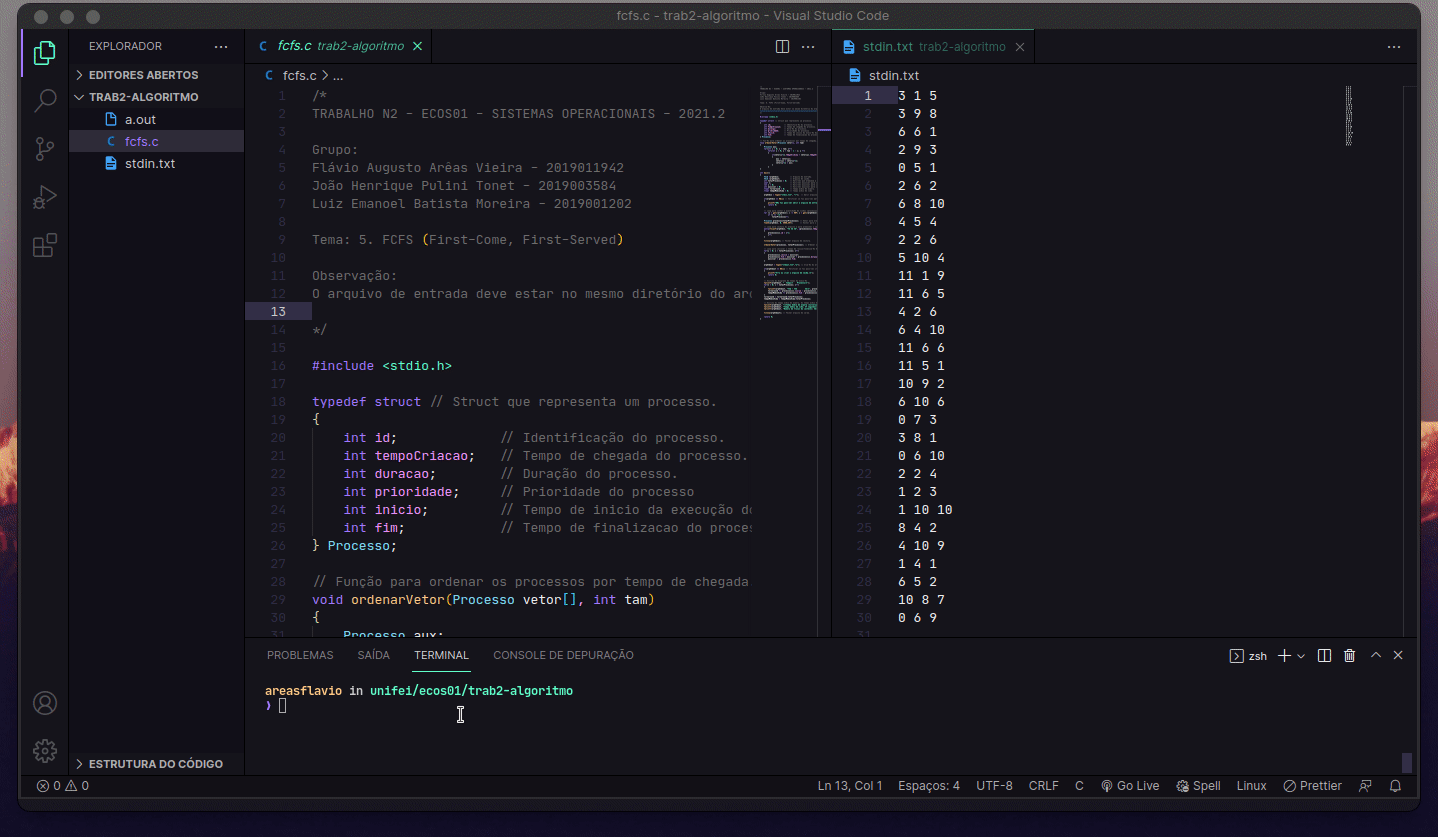 fcfs.c - trab2-algoritmo - Visual Studio Code
EXPLORADOR
EDITORES ABERTOS
TRAB2-ALGORITMO
a.out
C fcfs.c
stdin.txt
ESTRUTURA DO CÓDIGO
C fcfs.c trab2-algoritmo
C fcfs.c > ...
1 /*
2 TRABALHO N2 - ECOS01 - SISTEMAS OPERACIONAIS - 2021.2
3
4 Grupo:
5 Flávio Augusto Arêas Vieira - 2019011942
6 João Henrique Pulini Tonet - 2019003584
7 Luiz Emanoel Batista Moreira - 2019001202
8
9 Tema: 5. FCFS (First-Come, First-Served)
10
11 Observação:
12 O arquivo de entrada deve estar no mesmo diretório do
13
14 */
15
16 #include <stdio.h>
17
18 typedef struct // Struct que representa um processo.
19 {
20 int id; // Identificação do processo.
21 int tempoCriacao; // Tempo de chegada do processo.
22 int duracao; // Duração do processo.
23 int prioridade; // Prioridade do processo
24 int inicio; // Tempo de inicio da execução
25 int fim; // Tempo de finalizacao do
26 } Processo;
27
28 // Função para ordenar os processos por tempo de chegada
29 void ordenarVetor(Processo vetor[], int tam)
30 {
31 Processo aux;
stdin.txt trab2-algoritmo
stdin.txt
1 3 1 5
2 3 9 8
3 6 6 1
4 2 9 3
5 0 5 1
6 2 6 2
7 6 8 10
8 4 5 4
9 2 2 6
10 5 10 4
11 11 1 9
12 11 6 5
13 4 2 6
14 6 4 10
15 11 6 6
16 11 5 1
17 10 9 2
18 6 10 6
19 0 7 3
20 3 8 1
21 0 6 10
22 2 2 4
23 1 2 3
24 1 10 10
25 8 4 2
26 4 10 9
27 1 4 1
28 6 5 2
29 10 8 7
30 0 6 9
31
PROBLEMAS SAÍDA TERMINAL CONSOLE DE DEPURAÇÃO
zsh
areasflavio in unifei/ecos01/trab2-algoritmo
0 0 Ln 13, Col 1 Espaços: 4 UTF-8 CRLF C Go Live Spell Linux Prettier